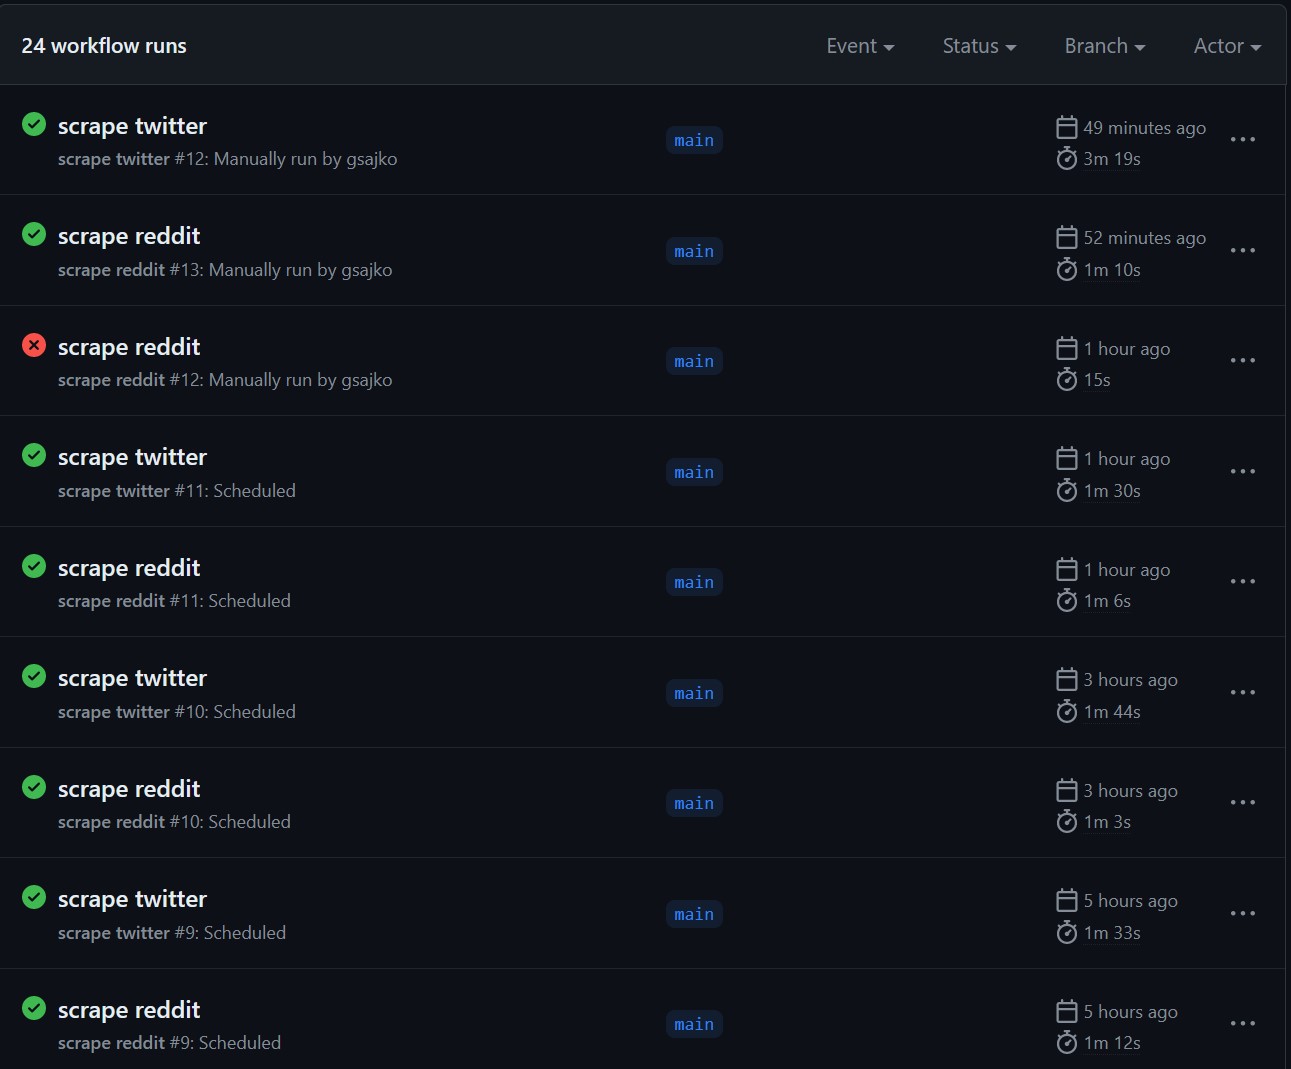 24 workflow runs
Event Status Branch Actor
scrape twitter
scrape twitter #12: Manually run by gsajko
main
49 minutes ago
3m 19s
scrape reddit
scrape reddit #13: Manually run by gsajko
main
52 minutes ago
1m 10s
scrape reddit
scrape reddit #12: Manually run by gsajko
main
1 hour ago
15s
scrape twitter
scrape twitter #11: Scheduled
main
1 hour ago
1m 30s
scrape reddit
scrape reddit #11: Scheduled
main
1 hour ago
1m 6s
scrape twitter
scrape twitter #10: Scheduled
main
3 hours ago
1m 44s
scrape reddit
scrape reddit #10: Scheduled
main
3 hours ago
1m 3s
scrape twitter
scrape twitter #9: Scheduled
main
5 hours ago
1m 33s
scrape reddit
scrape reddit #9: Scheduled
main
5 hours ago
1m 12s